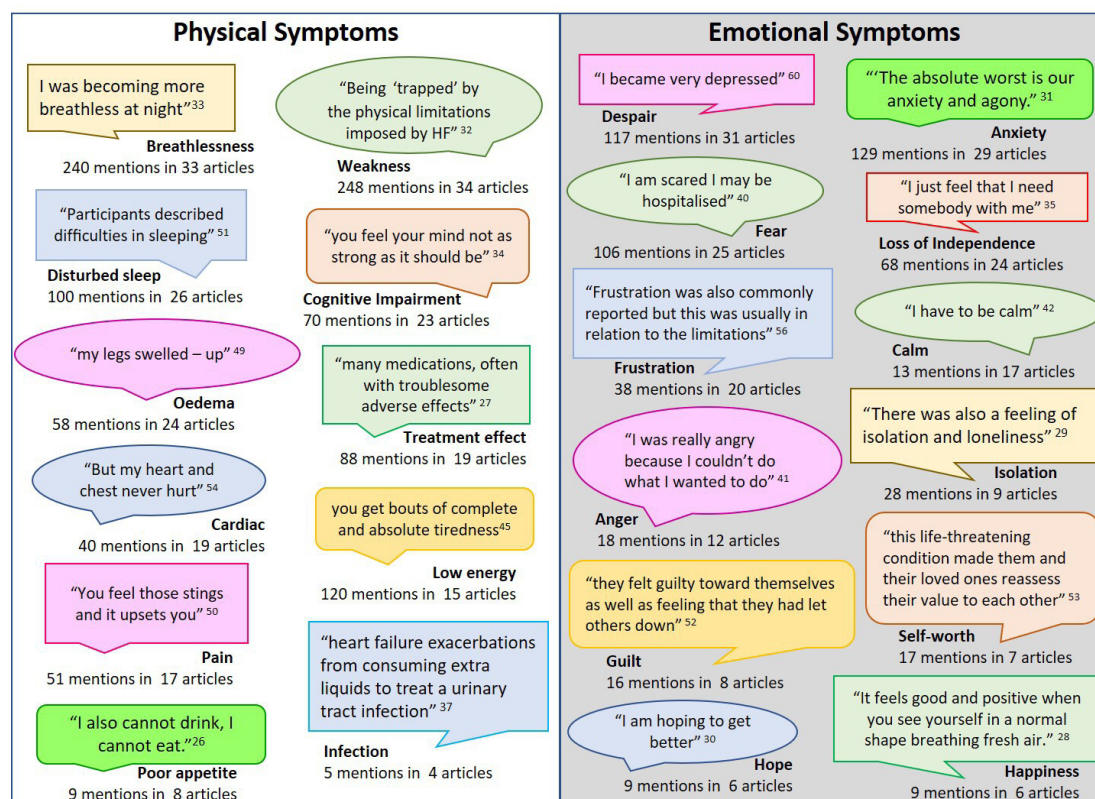 Physical Symptoms
I was becoming more
breathless at night”33
Breathlessness
240 mentions in 33 articles
“Being ‘trapped’ by
the physical limitations
imposed by HF” 32
Weakness
248 mentions in 34 articles
“Participants described
difficulties in sleeping” 51
Disturbed sleep
100 mentions in 26 articles
“you feel your mind not as
strong as it should be” 34
Cognitive Impairment
70 mentions in 23 articles
“my legs swelled – up” 49
Oedema
58 mentions in 24 articles
“many medications, often
with troublesome
adverse effects” 27
Treatment effect
88 mentions in 19 articles
“But my heart and
chest never hurt” 54
Cardiac
40 mentions in 19 articles
you get bouts of complete
and absolute tiredness45
Low energy
120 mentions in 15 articles
“You feel those stings
and it upsets you” 50
Pain
51 mentions in 17 articles
“heart failure exacerbations
from consuming extra
liquids to treat a urinary
tract infection” 37
Infection
5 mentions in 4 articles
“I also cannot drink, I
cannot eat.”26
Poor appetite
9 mentions in 8 articles
Emotional Symptoms
“I became very depressed” 60
Despair
117 mentions in 31 articles
“‘The absolute worst is our
anxiety and agony.” 31
Anxiety
129 mentions in 29 articles
“I am scared I may be
hospitalised” 40
Fear
106 mentions in 25 articles
“I just feel that I need
somebody with me” 35
Loss of Independence
68 mentions in 24 articles
“Frustration was also commonly
reported but this was usually in
relation to the limitations” 56
Frustration
38 mentions in 20 articles
“I have to be calm” 42
Calm
13 mentions in 17 articles
“I was really angry
because I couldn’t do
what I wanted to do” 41
Anger
18 mentions in 12 articles
“There was also a feeling of
isolation and loneliness” 29
Isolation
28 mentions in 9 articles
“they felt guilty toward themselves
as well as feeling that they had let
others down” 52
Guilt
16 mentions in 8 articles
“this life-threatening
condition made them and
their loved ones reassess
their value to each other” 53
Self-worth
17 mentions in 7 articles
“I am hoping to get
better” 30
Hope
9 mentions in 6 articles
“It feels good and positive when
you see yourself in a normal
shape breathing fresh air.” 28
Happiness
9 mentions in 6 articles